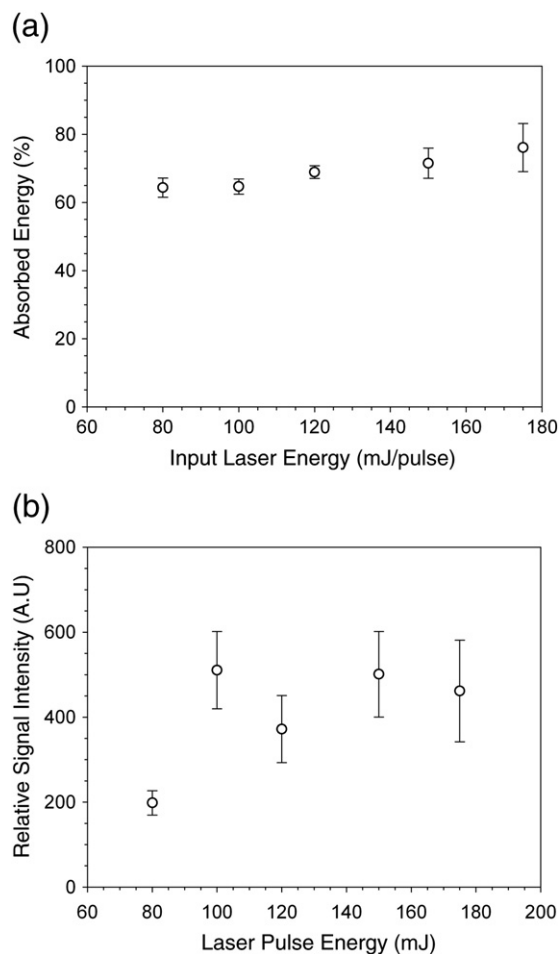 (a)
100
80
60
40
20
0
60 80 100 120 140 160 180
Absorbed Energy (%)
Input Laser Energy (mJ/pulse)
(b)
800
600
400
200
0
60 80 100 120 140 160 180 200
Relative Signal Intensity (A.U)
Laser Pulse Energy (mJ)